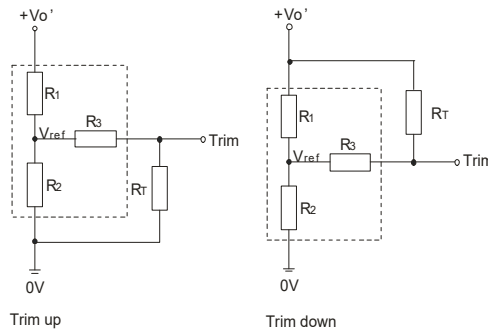 +Vo'
R1
Vref
R3
Trim
R2
RT
0V
Trim up
+Vo'
R1
RT
Vref
R3
Trim
R2
0V
Trim down